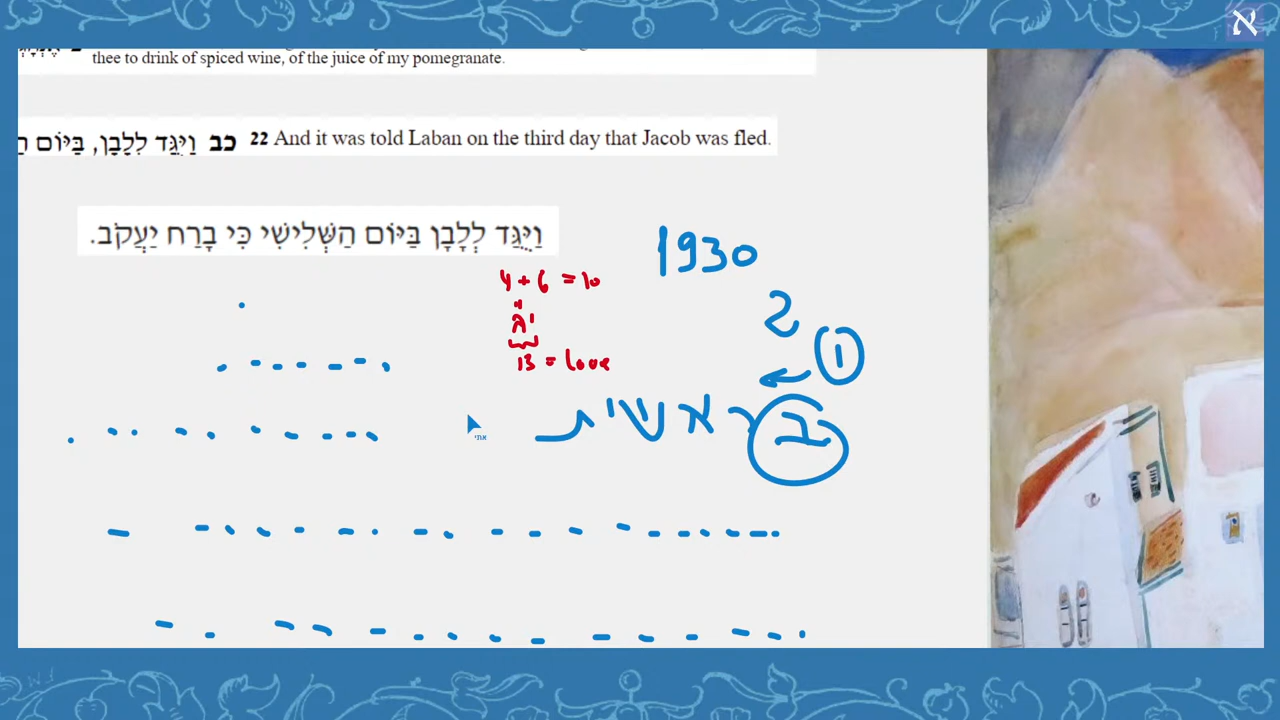 א
thee to drink of spiced wine, of the juice of my pomegranate.
כב וַיֻּגַּד לְלָבָן, בַּיּוֹם
22 And it was told Laban on the third day that Jacob was fled.
וַיֻּגַּד לְלָבָן בַּיּוֹם הַשְּׁלִישִׁי כִּי בָרַח יַעֲקֹב.
1930
4 + 6 = 10
2
1
13 = love
בראשית
אתי